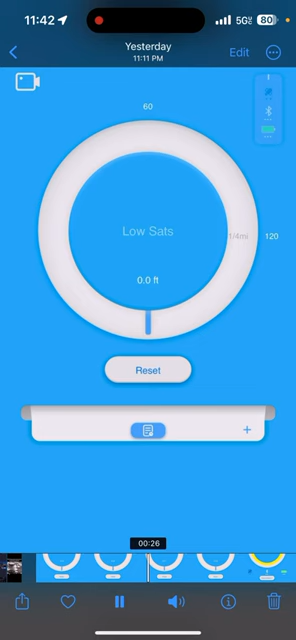 11:42
5G
80
Yesterday
11:11 PM
Edit
60
Low Sats
1/4mi
120
0.0 ft
Reset
+
00:26